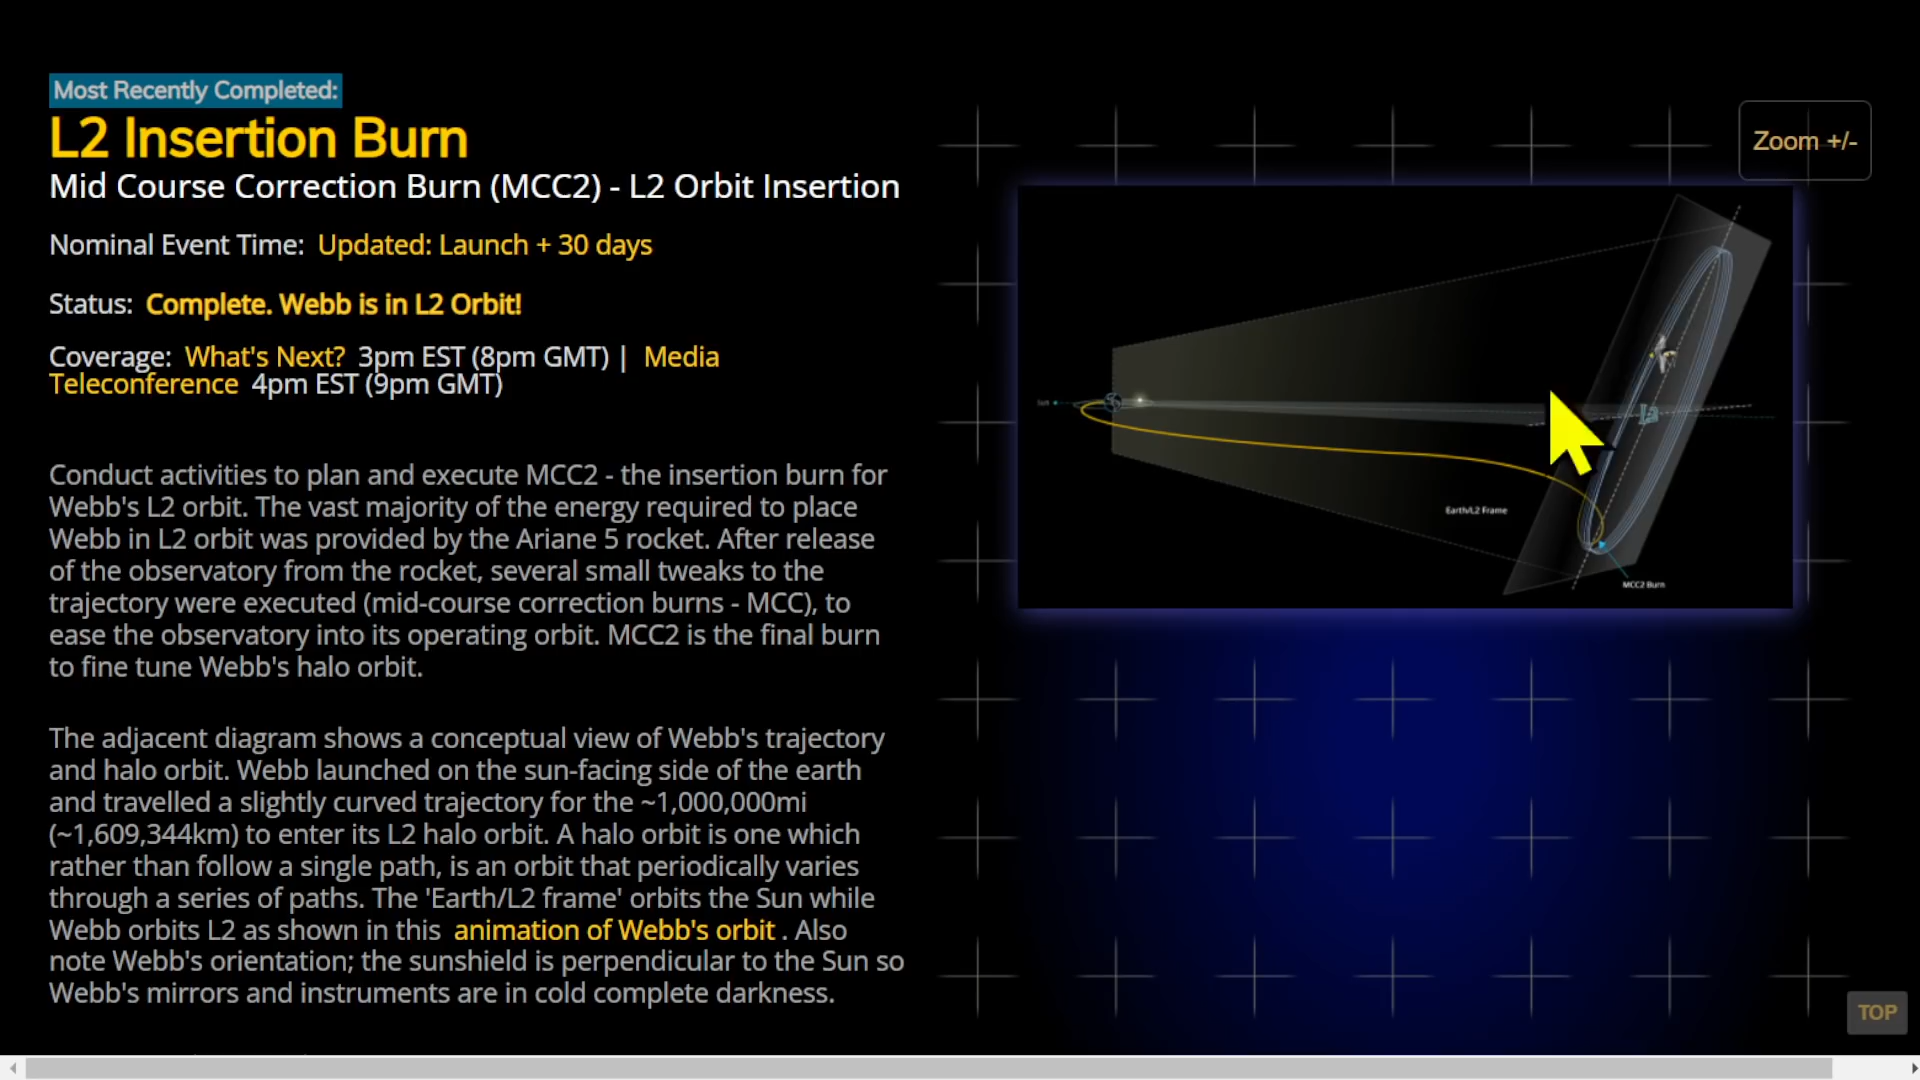 Most Recently Completed:
L2 Insertion Burn
Mid Course Correction Burn (MCC2) - L2 Orbit Insertion
Nominal Event Time: Updated: Launch + 30 days
Status: Complete. Webb is in L2 Orbit!
Coverage: What's Next? 3pm EST (8pm GMT) | Media
Teleconference 4pm EST (9pm GMT)
Conduct activities to plan and execute MCC2 - the insertion burn for
Webb's L2 orbit. The vast majority of the energy required to place
Webb in L2 orbit was provided by the Ariane 5 rocket. After release
of the observatory from the rocket, several small tweaks to the
trajectory were executed (mid-course correction burns - MCC), to
ease the observatory into its operating orbit. MCC2 is the final burn
to fine tune Webb's halo orbit.
The adjacent diagram shows a conceptual view of Webb's trajectory
and halo orbit. Webb launched on the sun-facing side of the earth
and travelled a slightly curved trajectory for the ~1,000,000mi
(~1,609,344km) to enter its L2 halo orbit. A halo orbit is one which
rather than follow a single path, is an orbit that periodically varies
through a series of paths. The 'Earth/L2 frame' orbits the Sun while
Webb orbits L2 as shown in this animation of Webb's orbit . Also
note Webb's orientation; the sunshield is perpendicular to the Sun so
Webb's mirrors and instruments are in cold complete darkness.
Zoom +/-
Sun
L2
Earth/L2 Frame
MCC2 Burn
TOP